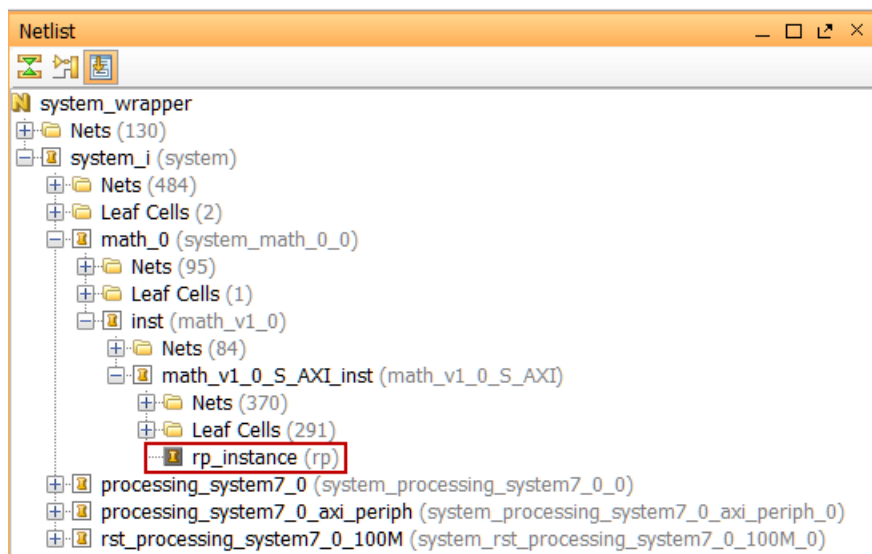 Netlist
system_wrapper
Nets (130)
system_i (system)
Nets (484)
Leaf Cells (2)
math_0 (system_math_0_0)
Nets (95)
Leaf Cells (1)
inst (math_v1_0)
Nets (84)
math_v1_0_S_AXI_inst (math_v1_0_S_AXI)
Nets (370)
Leaf Cells (291)
rp_instance (rp)
processing_system7_0 (system_processing_system7_0_0)
processing_system7_0_axi_periph (system_processing_system7_0_axi_periph_0)
rst_processing_system7_0_100M (system_rst_processing_system7_0_100M_0)